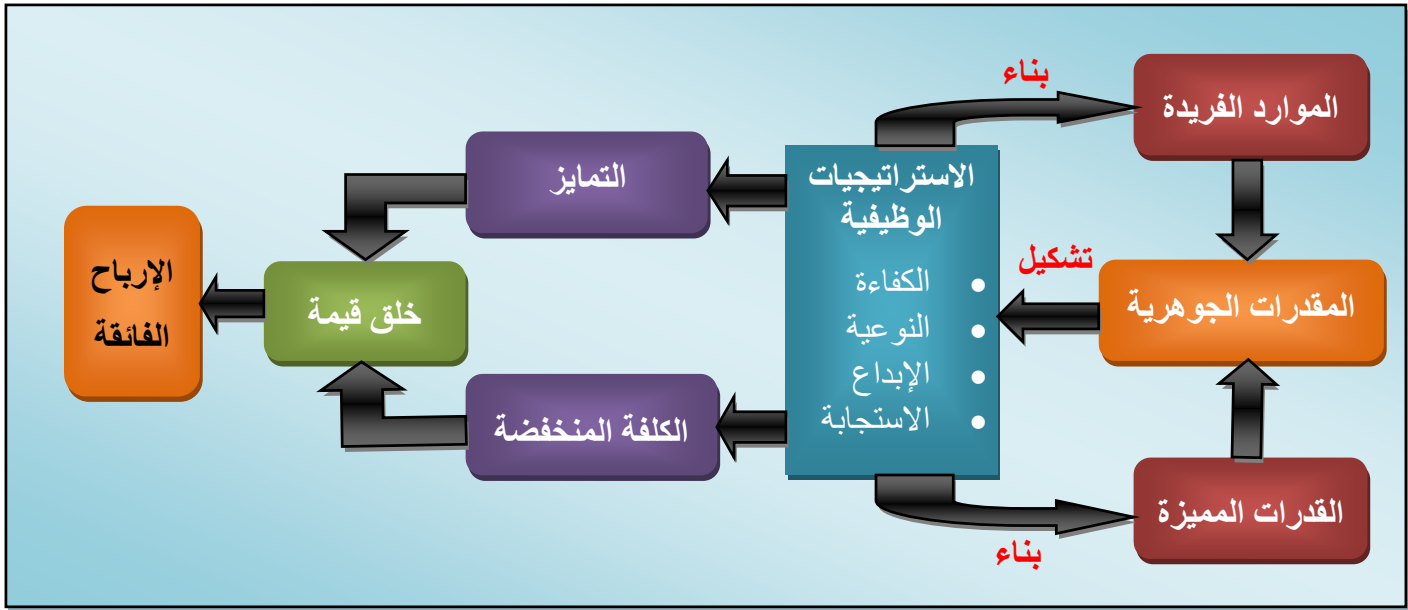 بناء
الموارد الفريدة
التمايز
الاستراتيجيات
الوظيفية
• الكفاءة
• النوعية
• الإبداع
• الاستجابة
تشكيل
المقدرات الجوهرية
خلق قيمة
الإرباح
الفائقة
الكلفة المنخفضة
القدرات المميزة
بناء